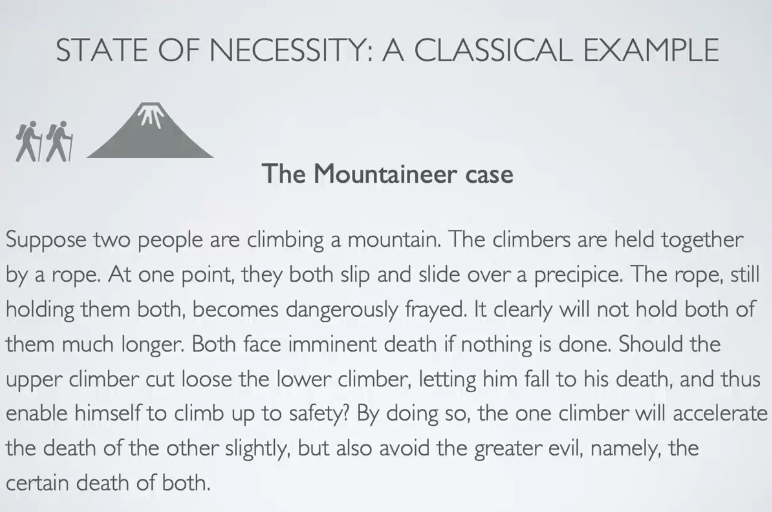 STATE OF NECESSITY: A CLASSICAL EXAMPLE
The Mountaineer case
Suppose two people are climbing a mountain. The climbers are held together
by a rope. At one point, they both slip and slide over a precipice. The rope, still
holding them both, becomes dangerously frayed. It clearly will not hold both of
them much longer. Both face imminent death if nothing is done. Should the
upper climber cut loose the lower climber, letting him fall to his death, and thus
enable himself to climb up to safety? By doing so, the one climber will accelerate
the death of the other slightly, but also avoid the greater evil, namely, the
certain death of both.